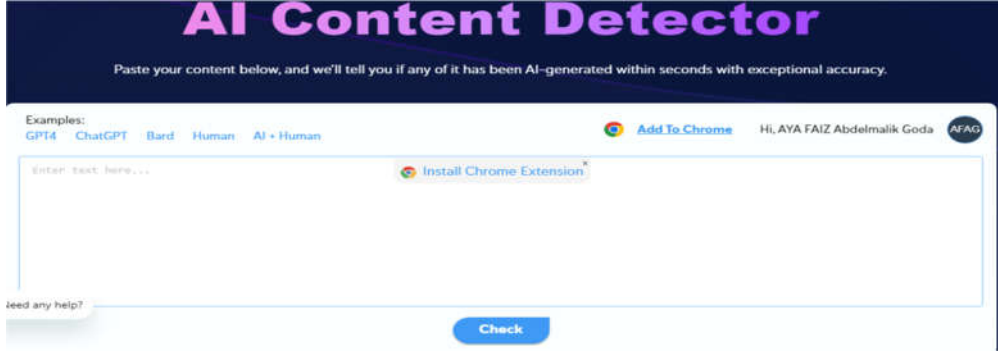 AI Content Detector
Paste your content below, and we'll tell you if any of it has been AI-generated within seconds with exceptional accuracy.
Examples:
GPT4 ChatGPT Bard Human AI + Human
Add To Chrome Hi, AYA FAIZ Abdelmalik Goda AFAG
Enter text here...
Install Chrome Extension ×
Need any help?
Check